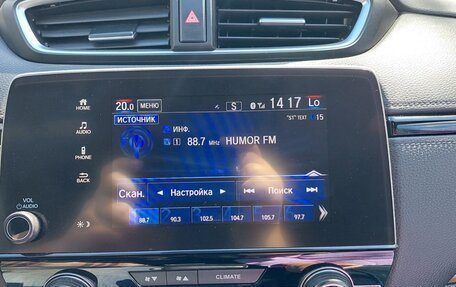 HOME
AUDIO
PHONE
BACK
VOL AUDIO
20.0 МЕНЮ S 14 17 Lo
ИСТОЧНИК "ST" TEXT 15
ИНФ.
1 88.7 MHz HUMOR FM
Скан. Настройка Поиск
88.7 90.3 102.5 104.7 105.7 97.7
CLIMATE